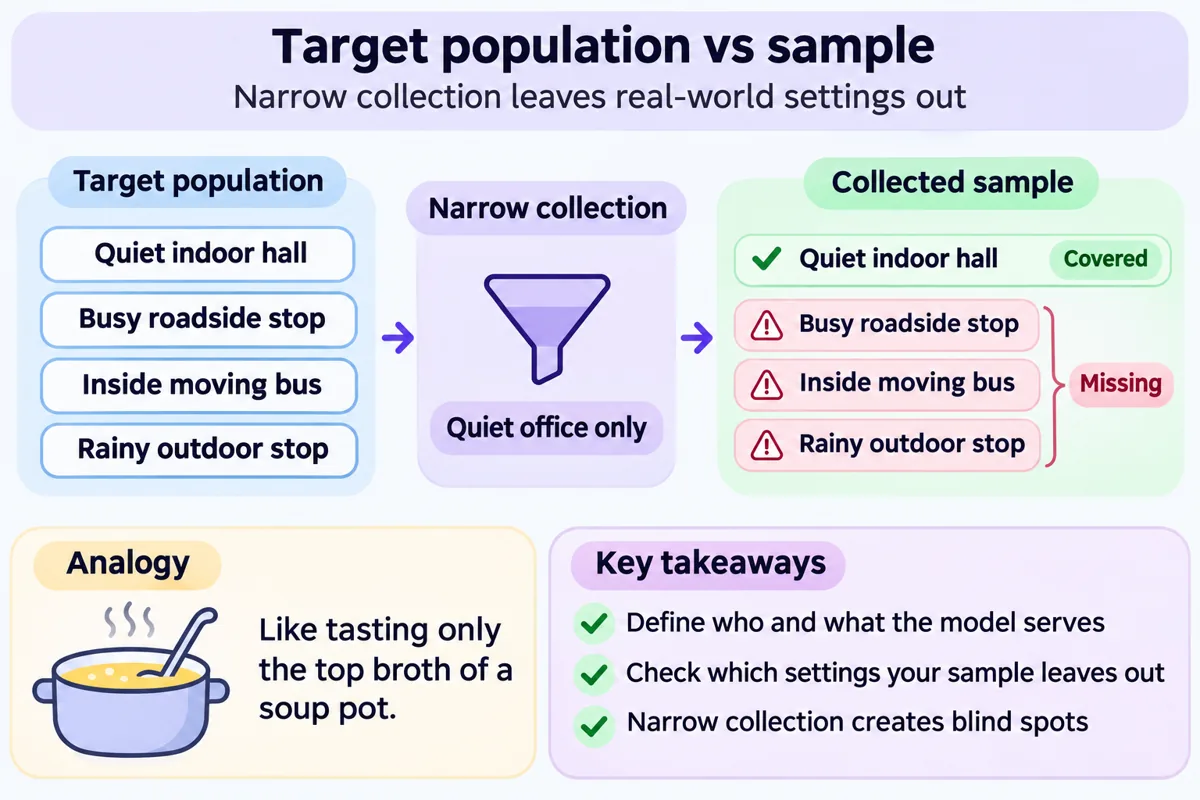 Target population vs sample
Narrow collection leaves real-world settings out
Target population
Quiet indoor hall
Busy roadside stop
Inside moving bus
Rainy outdoor stop
Narrow collection
Quiet office only
Collected sample
Quiet indoor hall
Covered
Busy roadside stop
Inside moving bus
Rainy outdoor stop
Missing
Analogy
Like tasting only
the top broth of a
soup pot.
Key takeaways
Define who and what the model serves
Check which settings your sample leaves out
Narrow collection creates blind spots